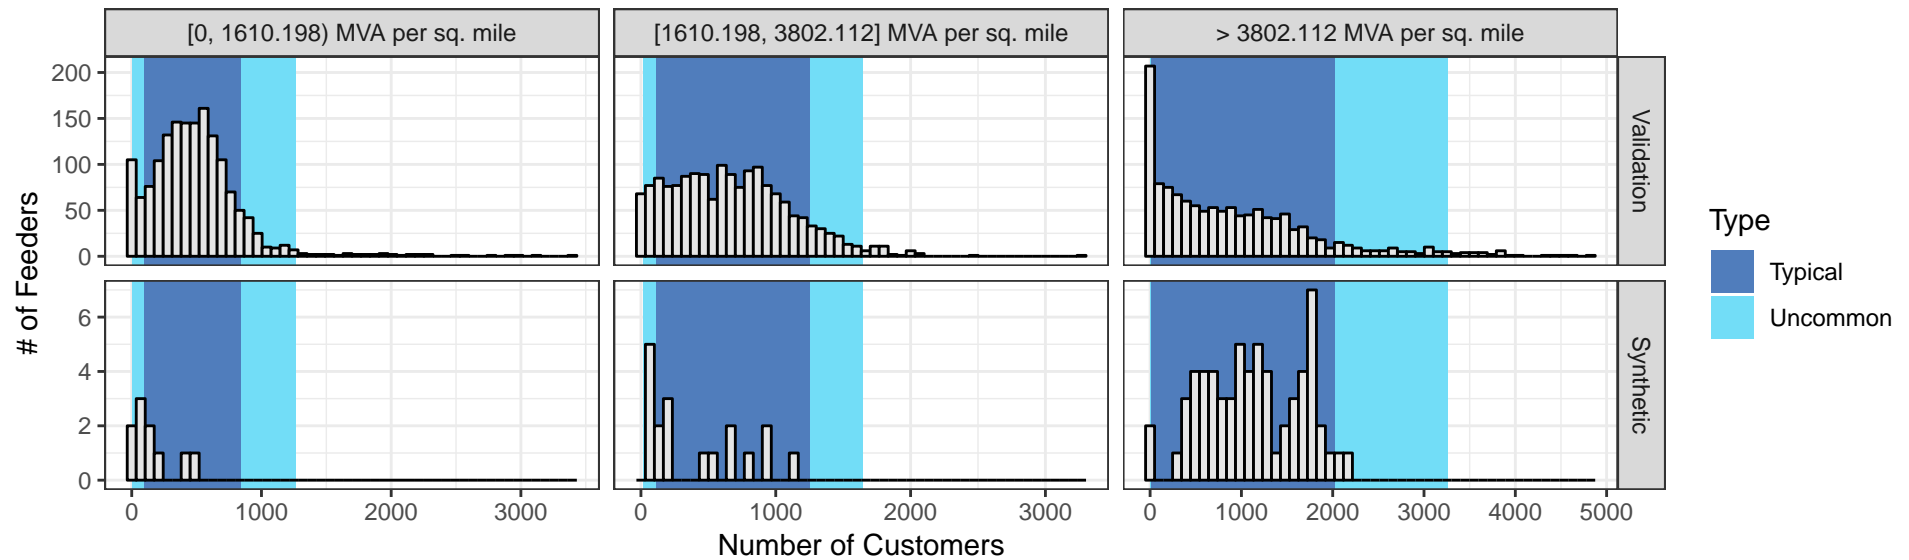 [0, 1610.198) MVA per sq. mile
[1610.198, 3802.112] MVA per sq. mile
> 3802.112 MVA per sq. mile
200
150
100
50
0
Validation
6
4
2
0
Synthetic
# of Feeders
0 1000 2000 3000
0 1000 2000 3000
0 1000 2000 3000 4000 5000
Number of Customers
Type
Typical
Uncommon